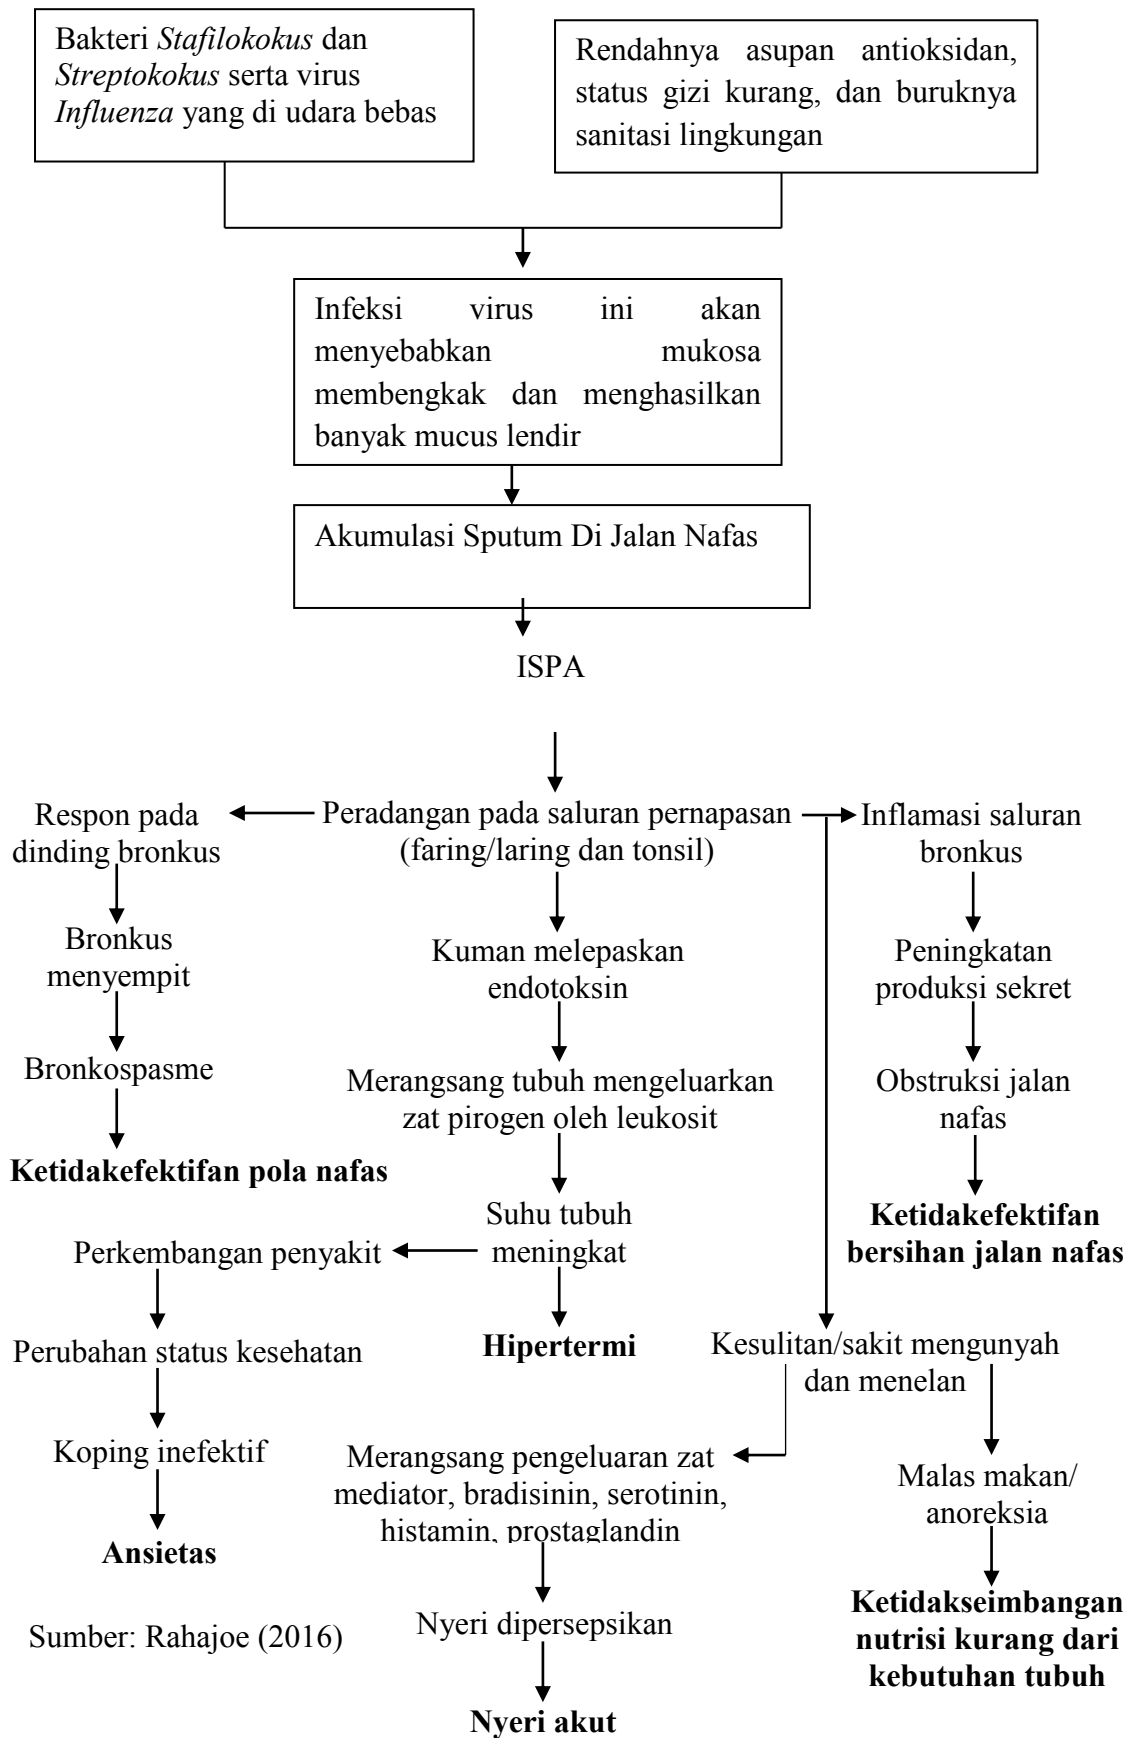 Bakteri Stafilokokus dan
Streptokokus serta virus
Influenza yang di udara bebas
Rendahnya asupan antioksidan,
status gizi kurang, dan buruknya
sanitasi lingkungan
Infeksi virus ini akan
menyebabkan mukosa
membengkak dan menghasilkan
banyak mucus lendir
Akumulasi Sputum Di Jalan Nafas
ISPA
Respon pada
dinding bronkus
Peradangan pada saluran pernapasan
(faring/laring dan tonsil)
Inflamasi saluran
bronkus
Bronkus
menyempit
Kuman melepaskan
endotoksin
Peningkatan
produksi sekret
Bronkospasme
Merangsang tubuh mengeluarkan
zat pirogen oleh leukosit
Obstruksi jalan
nafas
Ketidakefektifan pola nafas
Suhu tubuh
meningkat
Ketidakefektifan
bersihan jalan nafas
Perkembangan penyakit
Perubahan status kesehatan
Hipertermi
Kesulitan/sakit mengunyah
dan menelan
Koping inefektif
Merangsang pengeluaran zat
mediator, bradisinin, serotinin,
histamin, prostaglandin
Malas makan/
anoreksia
Ansietas
Nyeri dipersepsikan
Ketidakseimbangan
nutrisi kurang dari
kebutuhan tubuh
Sumber: Rahajoe (2016)
Nyeri akut